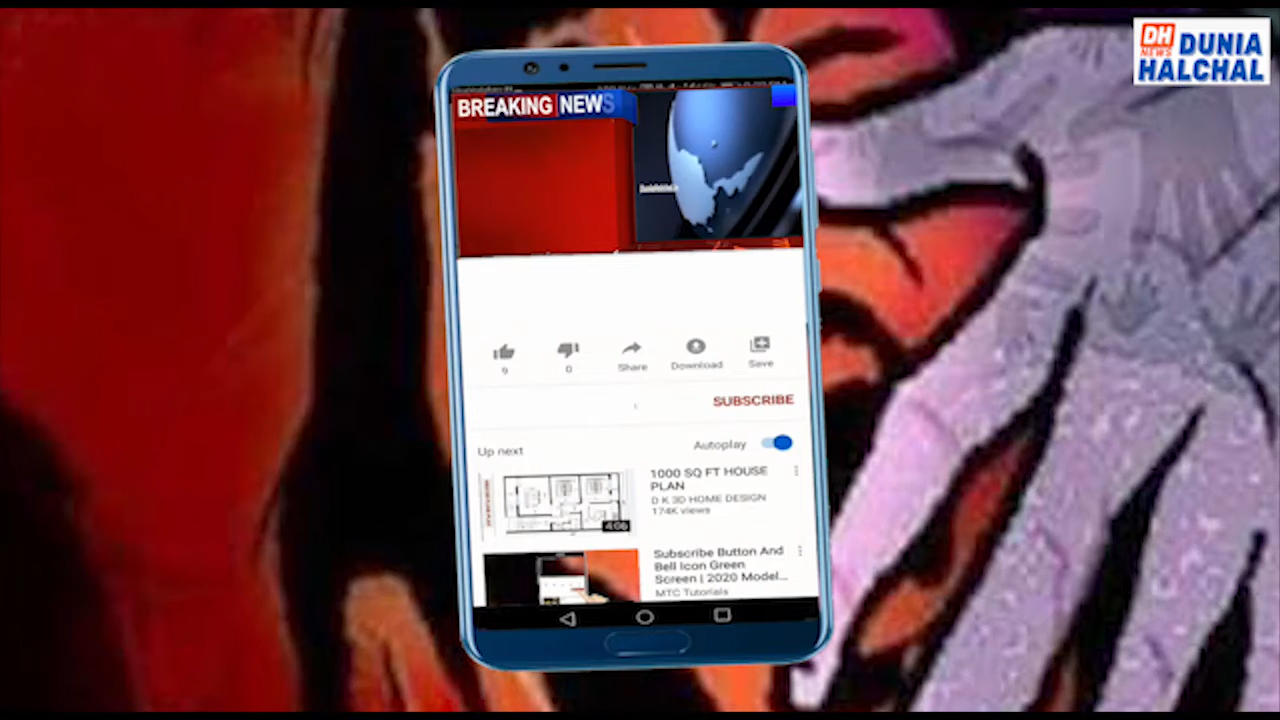 DH
NEWS
DUNIA
HALCHAL
BREAKING NEWS
9
0
Share
Download
Save
SUBSCRIBE
Up next
Autoplay
1000 SQ FT HOUSE
PLAN
D K 3D HOME DESIGN
174K views
4:06
Subscribe Button And
Bell Icon Green
Screen | 2020 Model...
MTC Tutorials